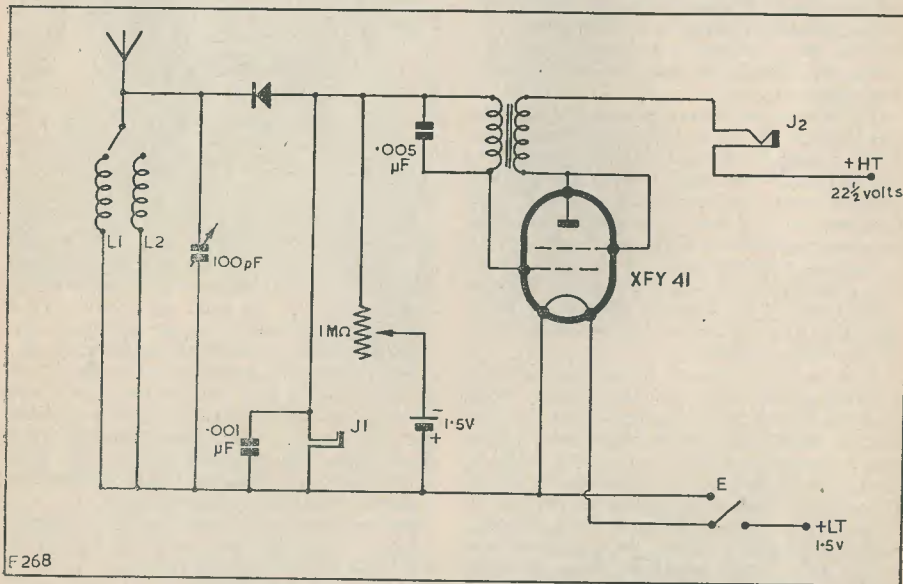 J2
+HT
22½ volts
·005
μF
L1
L2
100pF
XFY 41
1MΩ
·001
μF
J1
−
1·5V
+
E
+LT
1·5V
F268